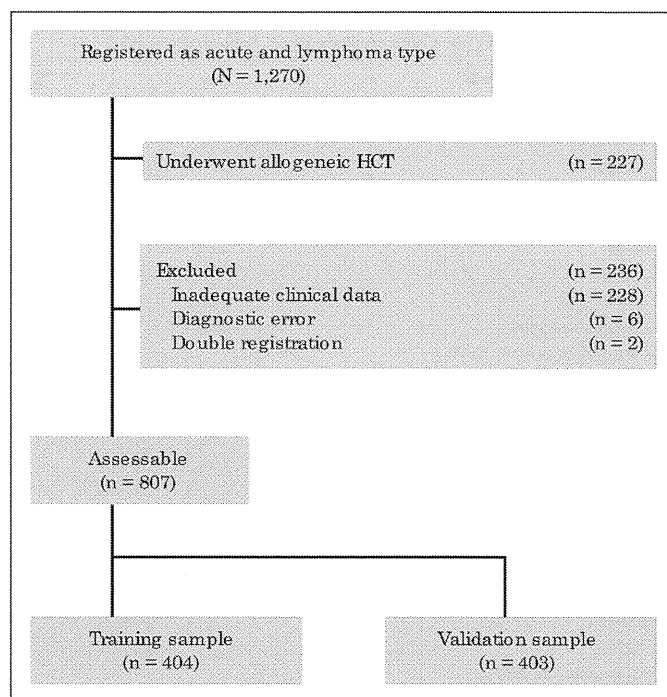 Registered as acute and lymphoma type
(N = 1,270)
Underwent allogeneic HCT (n = 227)
Excluded (n = 236)
Inadequate clinical data (n = 228)
Diagnostic error (n = 6)
Double registration (n = 2)
Assessable
(n = 807)
Training sample
(n = 404)
Validation sample
(n = 403)